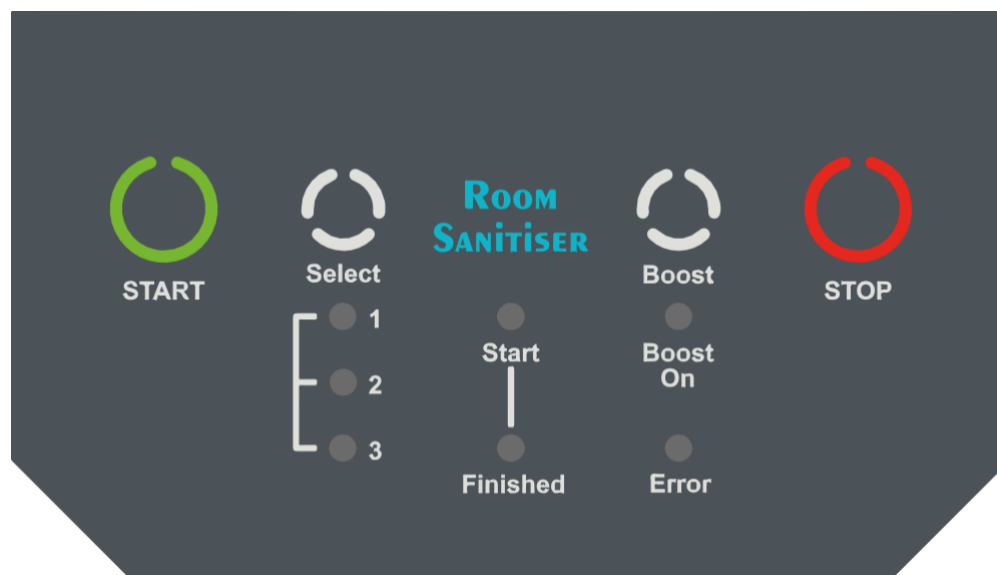 ROOM
SANITISER
START
Select
Boost
STOP
1
Start
Boost
On
2
3
Finished
Error